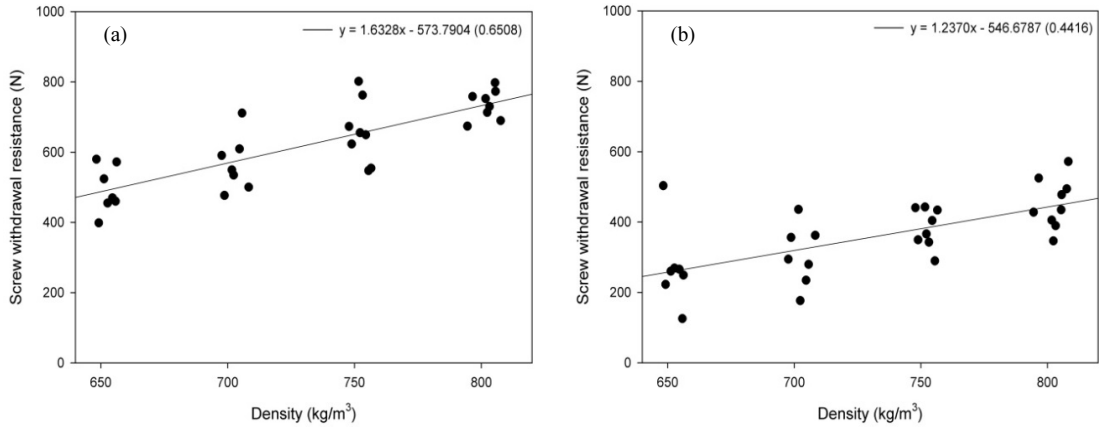 (a)
y = 1.6328x - 573.7904 (0.6508)
1000
800
600
400
200
0
Screw withdrawal resistance (N)
650 700 750 800
Density (kg/m³)
(b)
y = 1.2370x - 546.6787 (0.4416)
1000
800
600
400
200
0
Screw withdrawal resistance (N)
650 700 750 800
Density (kg/m³)